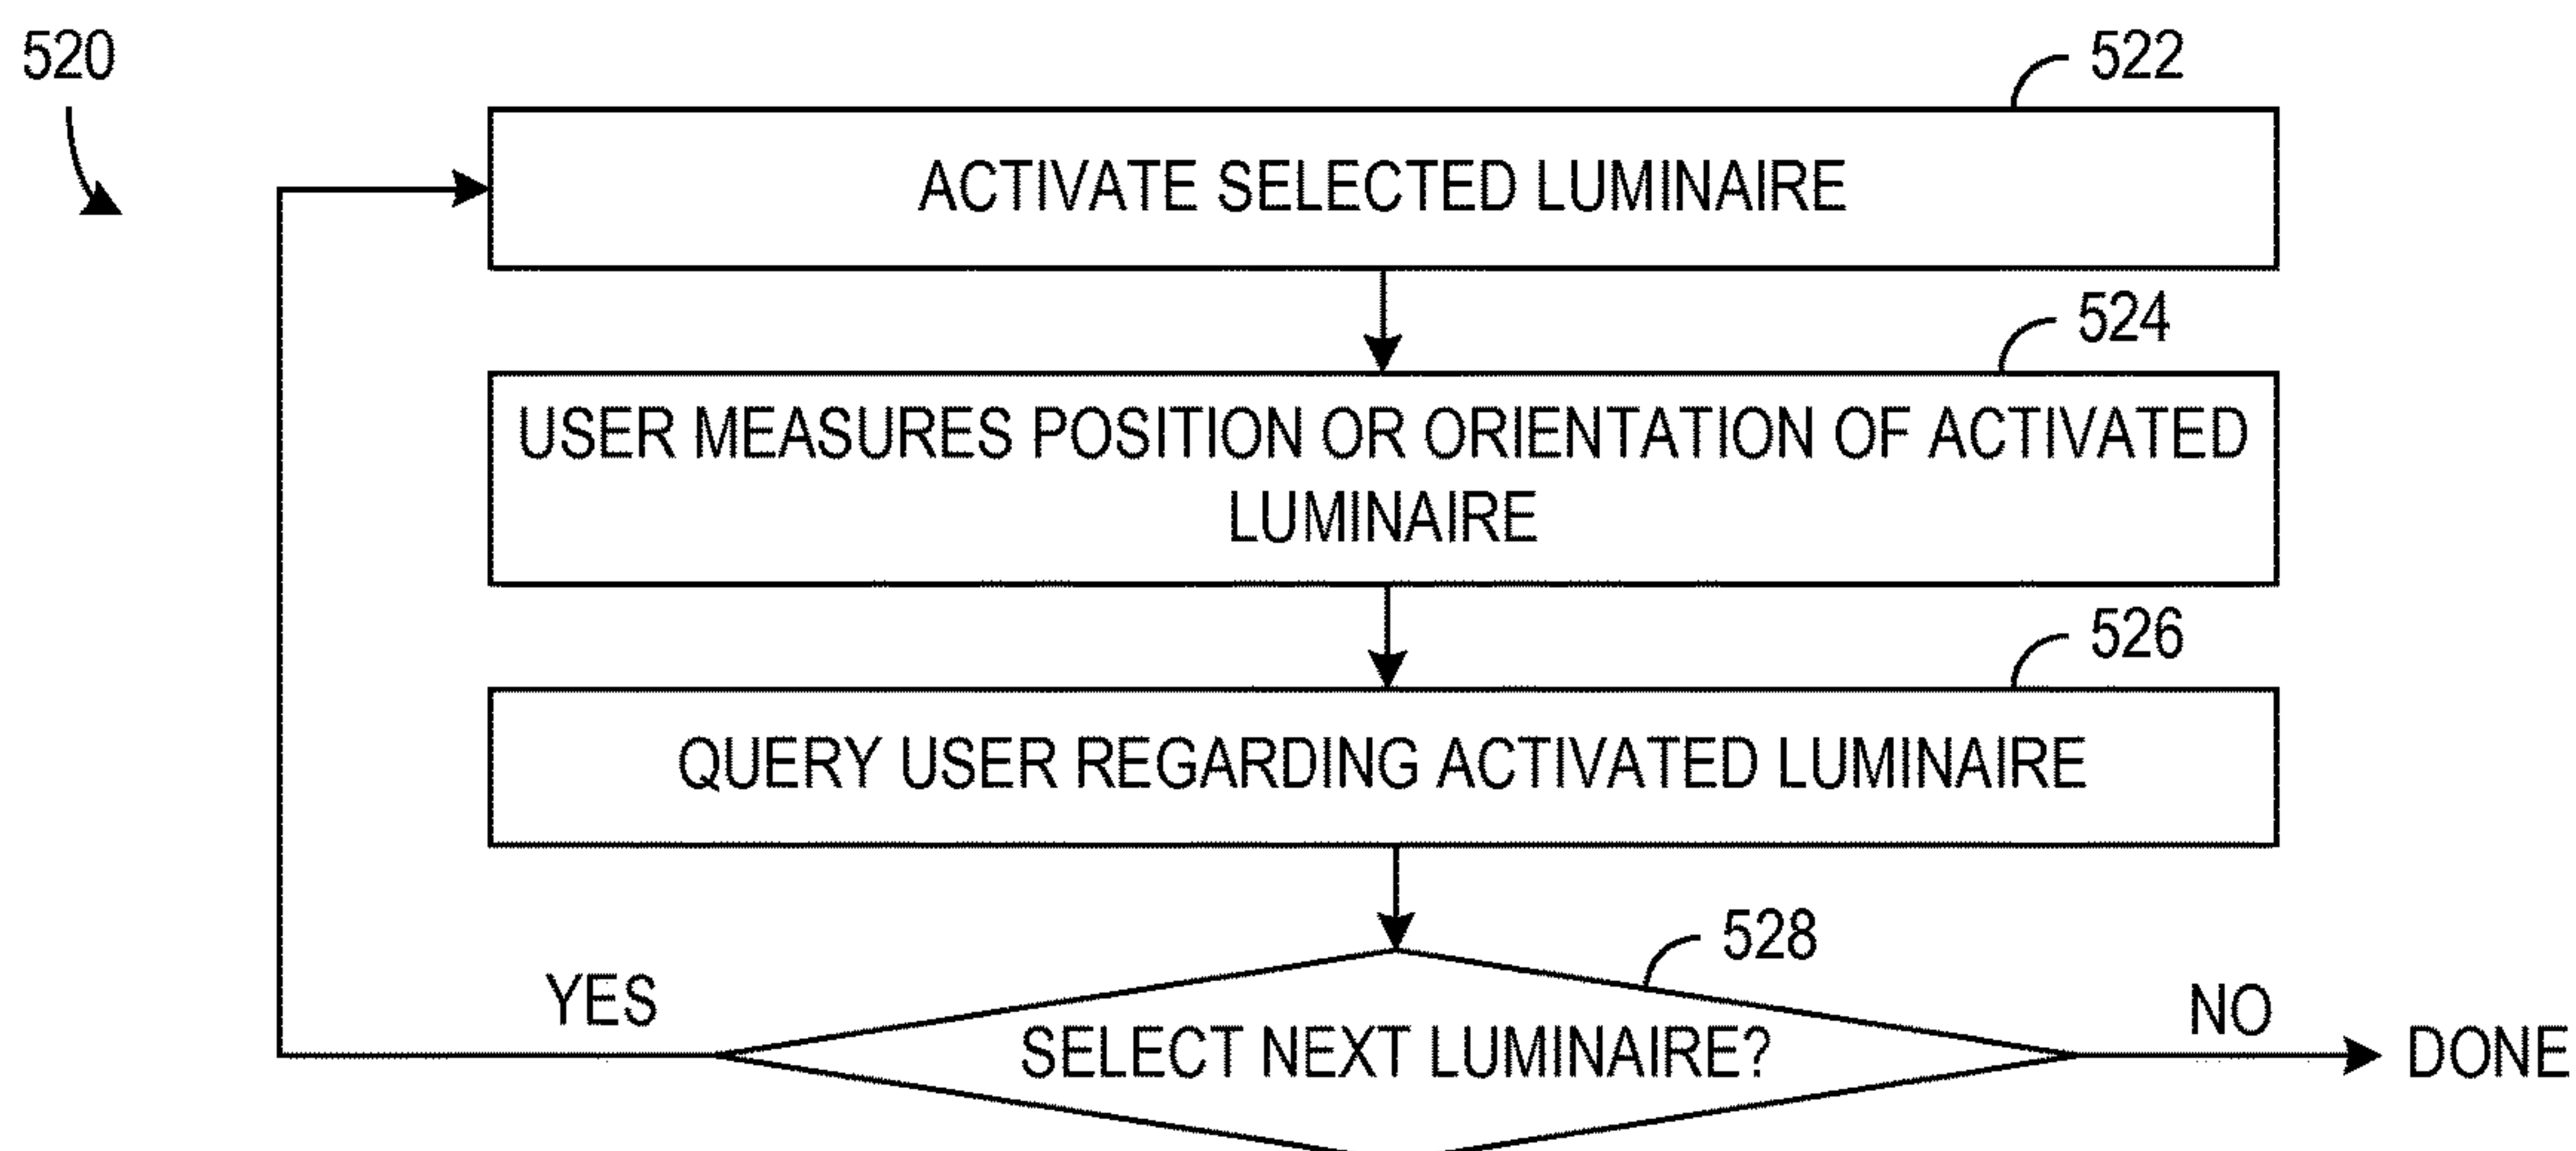 520
522
ACTIVATE SELECTED LUMINAIRE
524
USER MEASURES POSITION OR ORIENTATION OF ACTIVATED
LUMINAIRE
526
QUERY USER REGARDING ACTIVATED LUMINAIRE
528
YES
SELECT NEXT LUMINAIRE?
NO
DONE